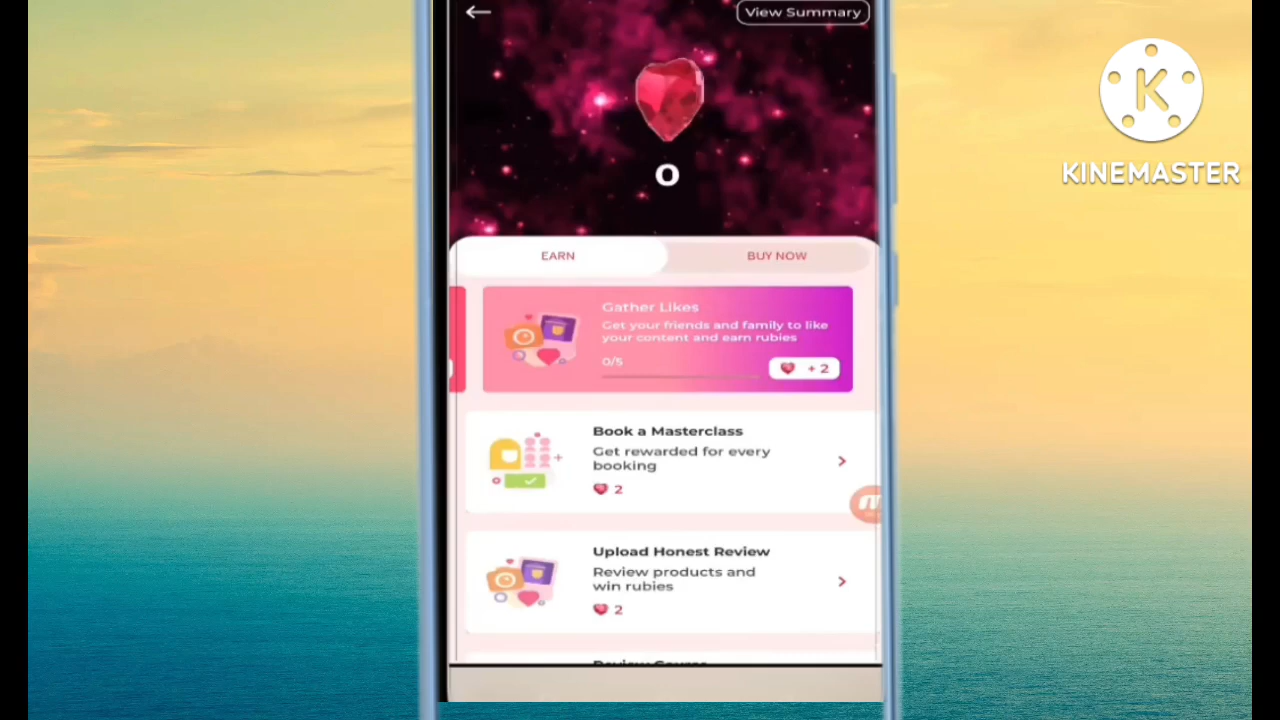 View Summary
K
KINEMASTER
0
EARN
BUY NOW
Gather Likes
Get your friends and family to like
your content and earn rubies
0/5
+ 2
Book a Masterclass
Get rewarded for every
booking
2
Upload Honest Review
Review products and
win rubies
2